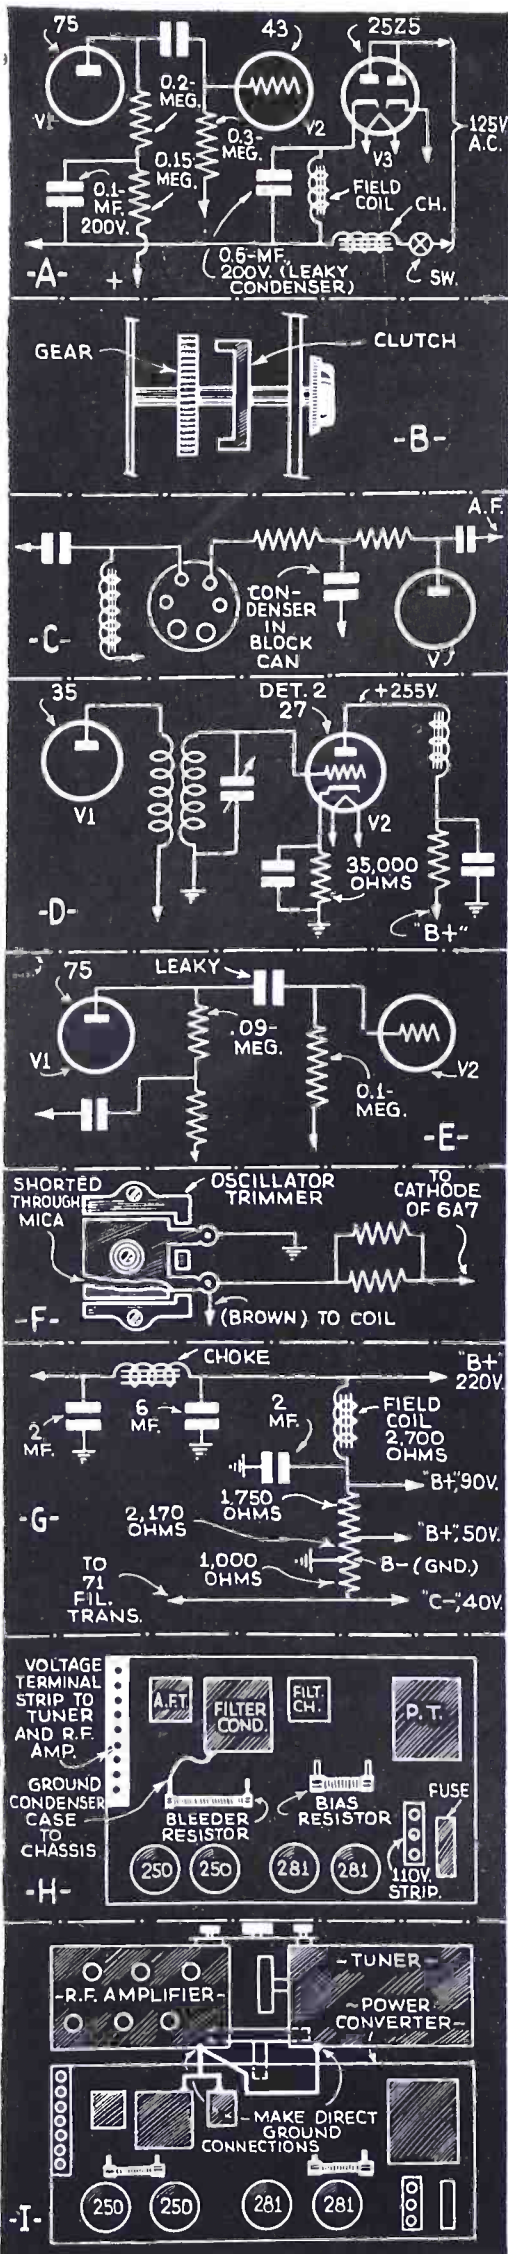 75
43
25Z5
V1
0.2-
MEG.
0.3-
MEG.
V2
V3
125V.
A.C.
0.1-
MF.
200V.
0.15-
MEG.
FIELD
COIL
CH.
-A-
+
0.5-MF.,
200V. (LEAKY
CONDENSER)
SW.
GEAR
CLUTCH
-B-
A.F.
CON-
DENSER
IN
BLOCK
CAN
-C-
V
35
DET. 2
27
+255V.
V1
V2
35,000
OHMS
-D-
"B+"
75
LEAKY
.09-
MEG.
V1
V2
0.1-
MEG.
-E-
SHORTED
THROUGH
MICA
OSCILLATOR
TRIMMER
TO
CATHODE
OF 6A7
-F-
(BROWN) TO COIL
CHOKE
"B+"
220V.
2
MF.
6
MF.
2
MF.
FIELD
COIL
2,700
OHMS
"B+", 90V.
-G-
1,750
OHMS
2,170
OHMS
"B+", 50V.
1,000
OHMS
B- (GND.)
TO
71
FIL.
TRANS.
"C-", 40V.
VOLTAGE
TERMINAL
STRIP TO
TUNER
AND R.F.
AMP.
A.F.T.
FILTER
COND.
FILT.
CH.
P.T.
GROUND
CONDENSER
CASE
TO
CHASSIS
BLEEDER
RESISTOR
BIAS
RESISTOR
FUSE
250
250
281
281
110V.
STRIP.
-H-
-R.F. AMPLIFIER-
-TUNER-
-POWER
CONVERTER-
-MAKE DIRECT
GROUND
CONNECTIONS
250
250
281
281
-I-